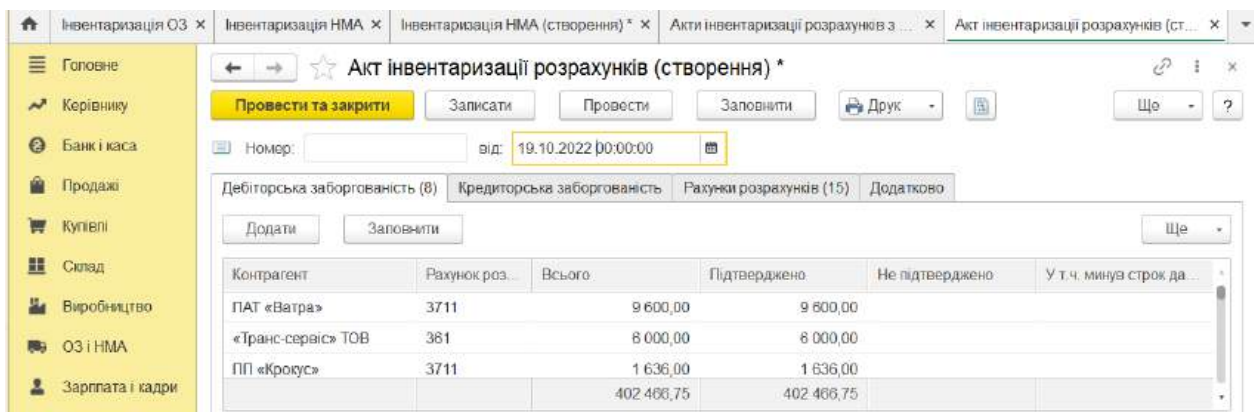 Інвентаризація ОЗ × Інвентаризація НМА × Інвентаризація НМА (створення) * × Акти інвентаризації розрахунків з ... × Акт інвентаризації розрахунків (ст... ×
Головне
Акт інвентаризації розрахунків (створення) *
Керівнику
Провести та закрити Записати Провести Заповнити Друк Ще ?
Банк і каса
Номер: від: 19.10.2022 00:00:00
Продажі
Дебіторська заборгованість (8) Кредиторська заборгованість Рахунки розрахунків (15) Додатково
Купівлі
Додати Заповнити Ще
Склад
Контрагент Рахунок роз... Всього Підтверджено Не підтверджено У т.ч. минув строк да...
Виробництво
ПАТ «Ватра» 3711 9 600,00 9 600,00
ОЗ і НМА
«Транс-сервіс» ТОВ 361 6 000,00 6 000,00
ПП «Крокус» 3711 1 636,00 1 636,00
Зарплата і кадри
402 466,75 402 466,75